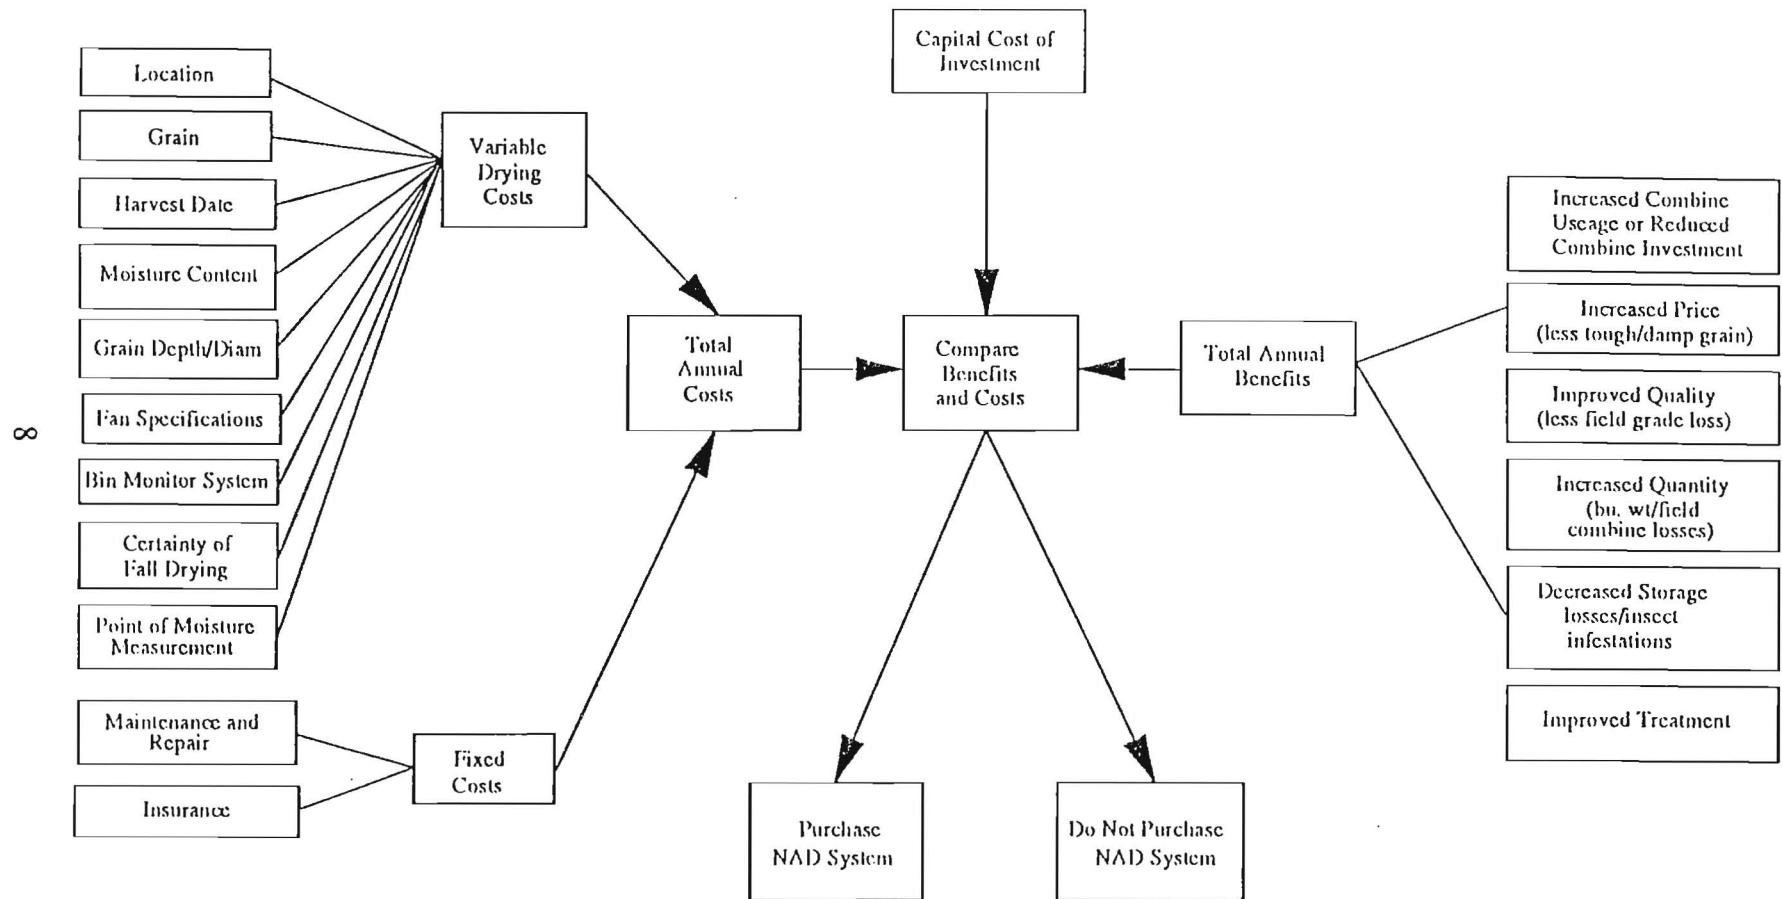 Capital Cost of
Investment
Location
Grain
Harvest Date
Moisture Content
Grain Depth/Diam
Fan Specifications
Bin Monitor System
Certainty of
Fall Drying
Point of Moisture
Measurement
Maintenance and
Repair
Insurance
Variable
Drying
Costs
Fixed
Costs
Total
Annual
Costs
Compare
Benefits
and Costs
Total Annual
Benefits
Increased Combine
Useage or Reduced
Combine Investment
Increased Price
(less tough/damp grain)
Improved Quality
(less field grade loss)
Increased Quantity
(bu. wt/field
combine losses)
Decreased Storage
losses/insect
infestations
Improved Treatment
Purchase
NAD System
Do Not Purchase
NAD System
8